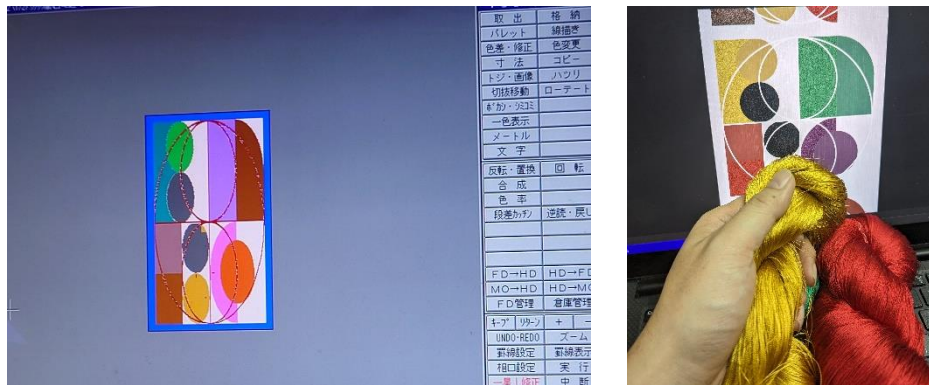 取 出 格 納
パレット 線描き
色差・修正 色変更
寸 法 コピー
トジ・画像 ハツリ
切抜移動 ローテート
ボカシ・シミコミ
一色表示
メートル
文 字
反転・置換 回 転
合 成
色 率
段差カッチン 逆読・戻し
FD→HD HD→FD
MO→HD HD→MO
FD管理 倉庫管理
キープ リターン + −
UNDO・REDO ズーム
罫線設定 罫線表示
相口設定 実 行
中 断